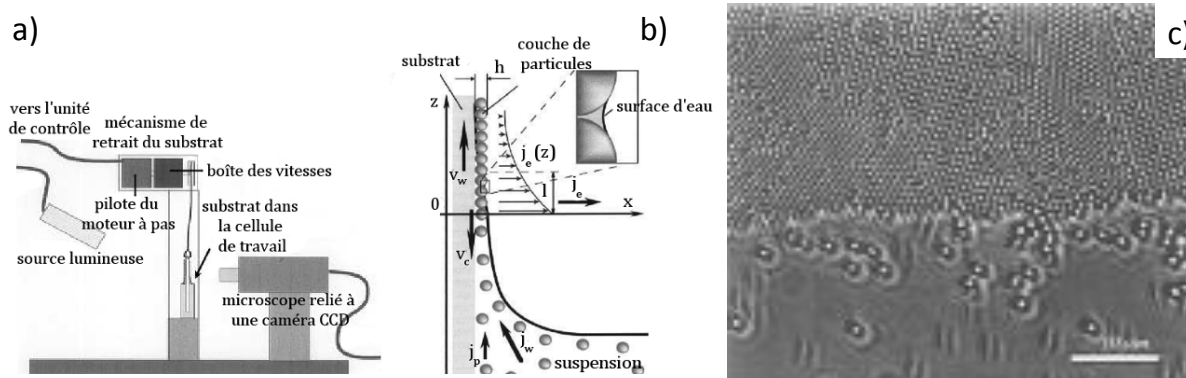 a)
vers l'unité
de contrôle
mécanisme de
retrait du substrat
boîte des vitesses
pilote du
moteur à pas
substrat dans
la cellule
de travail
source lumineuse
microscope relié à
une caméra CCD
b)
substrat
h
couche de
particules
surface d'eau
z
j_e(z)
v_w
l
j_e
0
x
v_c
j_p
j_w
suspension
c)